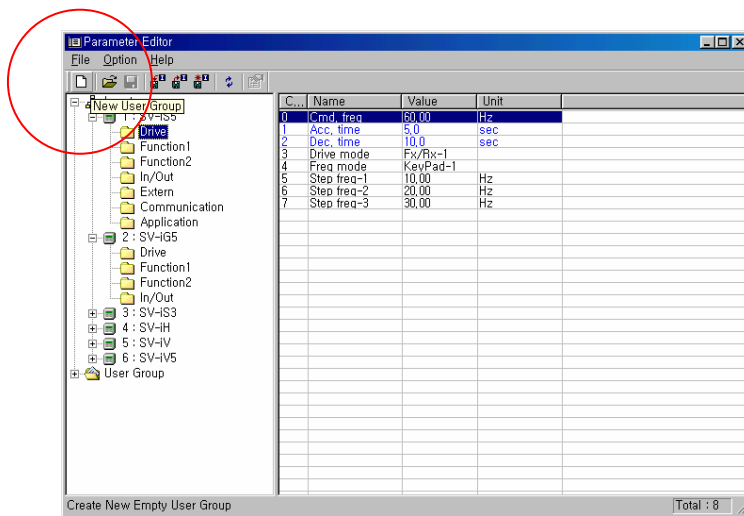 Parameter Editor
File Option Help
New User Group
1 : SV-iS5
Drive
Function1
Function2
In/Out
Extern
Communication
Application
2 : SV-iG5
Drive
Function1
Function2
In/Out
3 : SV-iS3
4 : SV-iH
5 : SV-iV
6 : SV-iV5
User Group
C... Name Value Unit
0 Cmd, freq 60,00 Hz
1 Acc, time 5,0 sec
2 Dec, time 10,0 sec
3 Drive mode Fx/Rx-1
4 Freq mode KeyPad-1
5 Step freq-1 10,00 Hz
6 Step freq-2 20,00 Hz
7 Step freq-3 30,00 Hz
Create New Empty User Group
Total : 8